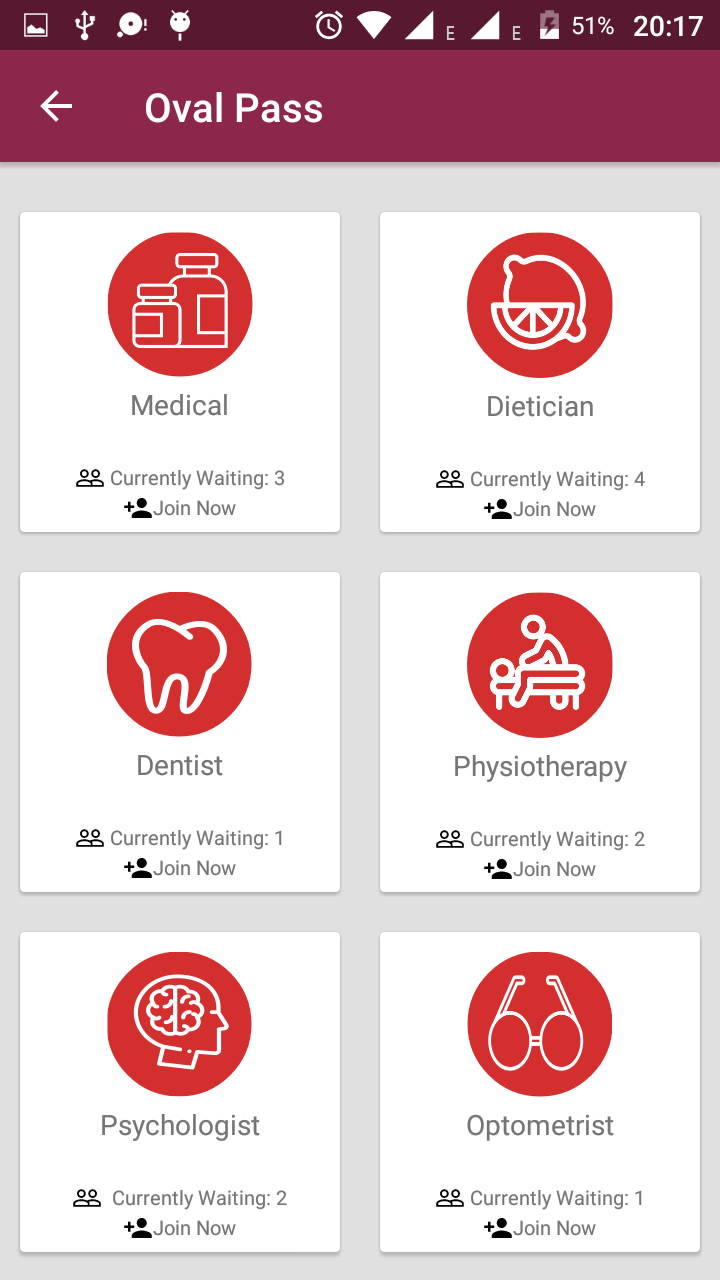 E E 51% 20:17
Oval Pass
Medical
Currently Waiting: 3
Join Now
Dietician
Currently Waiting: 4
Join Now
Dentist
Currently Waiting: 1
Join Now
Physiotherapy
Currently Waiting: 2
Join Now
Psychologist
Currently Waiting: 2
Join Now
Optometrist
Currently Waiting: 1
Join Now